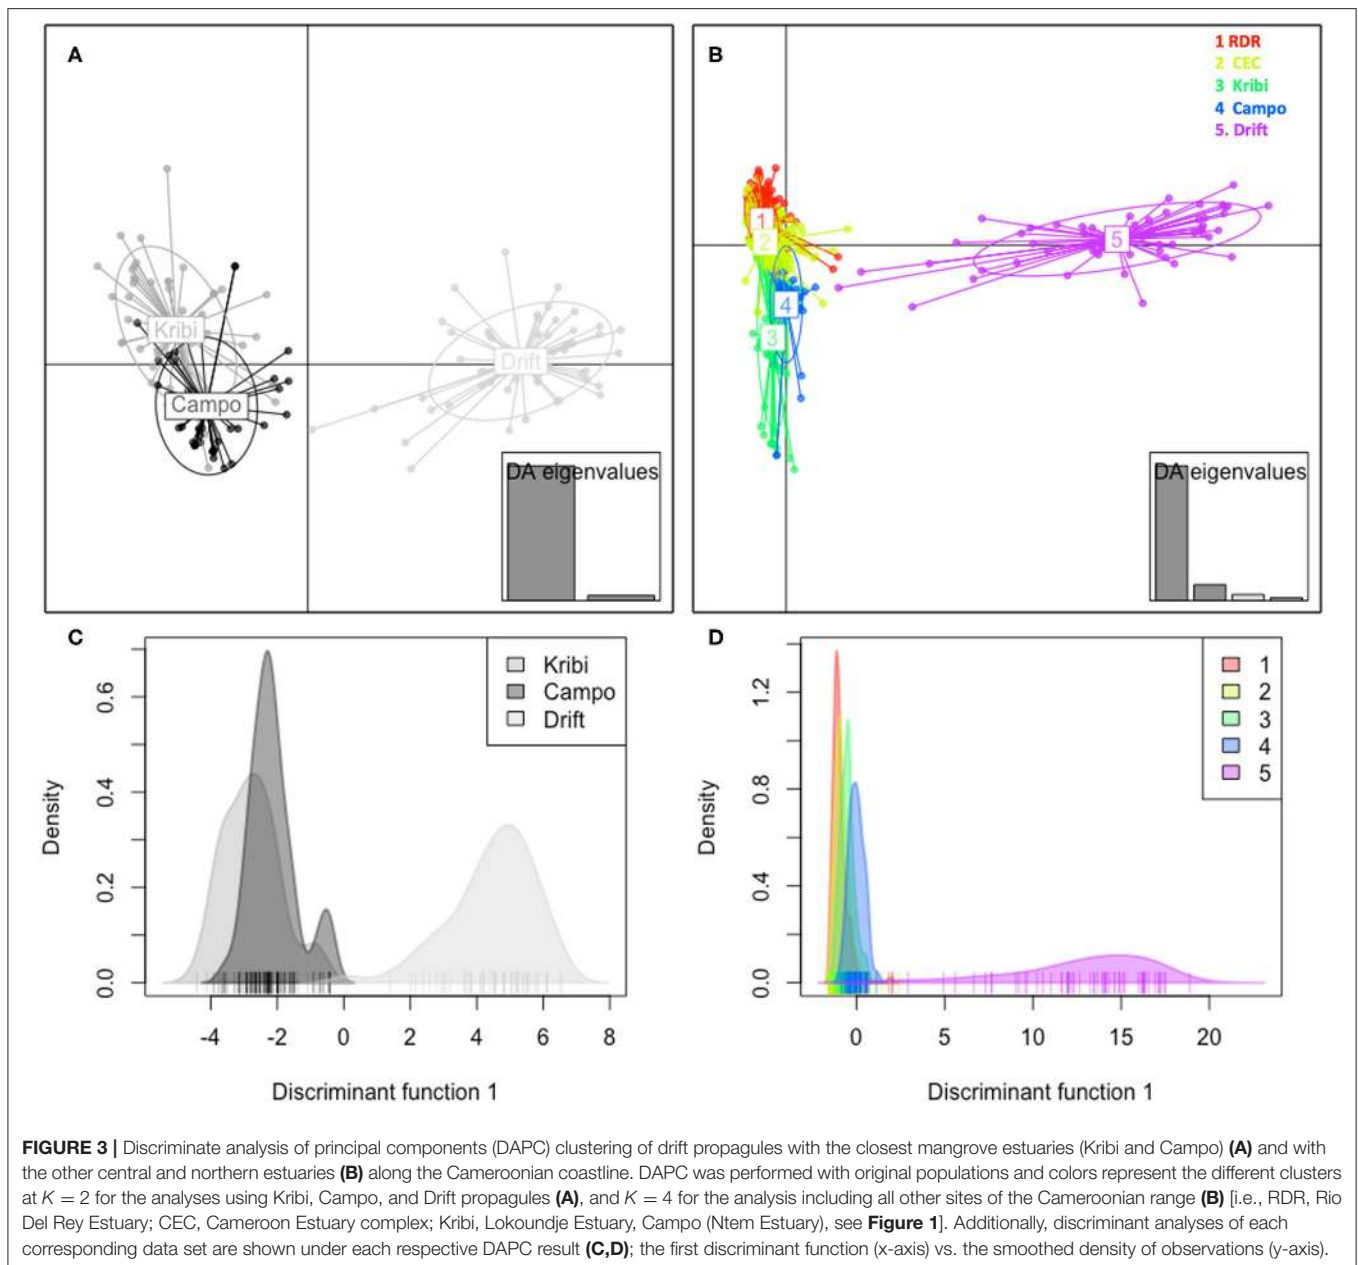 A
Kribi
Campo
Drift
DA eigenvalues
B
1 RDR
2 CEC
3 Kribi
4 Campo
5. Drift
1
2
3
4
5
DA eigenvalues
C
Kribi
Campo
Drift
Density
0.0
0.2
0.4
0.6
-4 -2 0 2 4 6 8
Discriminant function 1
D
1
2
3
4
5
Density
0.0
0.4
0.8
1.2
0 5 10 15 20
Discriminant function 1
FIGURE 3 | Discriminate analysis of principal components (DAPC) clustering of drift propagules with the closest mangrove estuaries (Kribi and Campo) (A) and with
the other central and northern estuaries (B) along the Cameroonian coastline. DAPC was performed with original populations and colors represent the different clusters
at K = 2 for the analyses using Kribi, Campo, and Drift propagules (A), and K = 4 for the analysis including all other sites of the Cameroonian range (B) [i.e., RDR, Rio
Del Rey Estuary; CEC, Cameroon Estuary complex; Kribi, Lokoundje Estuary, Campo (Ntem Estuary), see Figure 1]. Additionally, discriminant analyses of each
corresponding data set are shown under each respective DAPC result (C,D); the first discriminant function (x-axis) vs. the smoothed density of observations (y-axis).